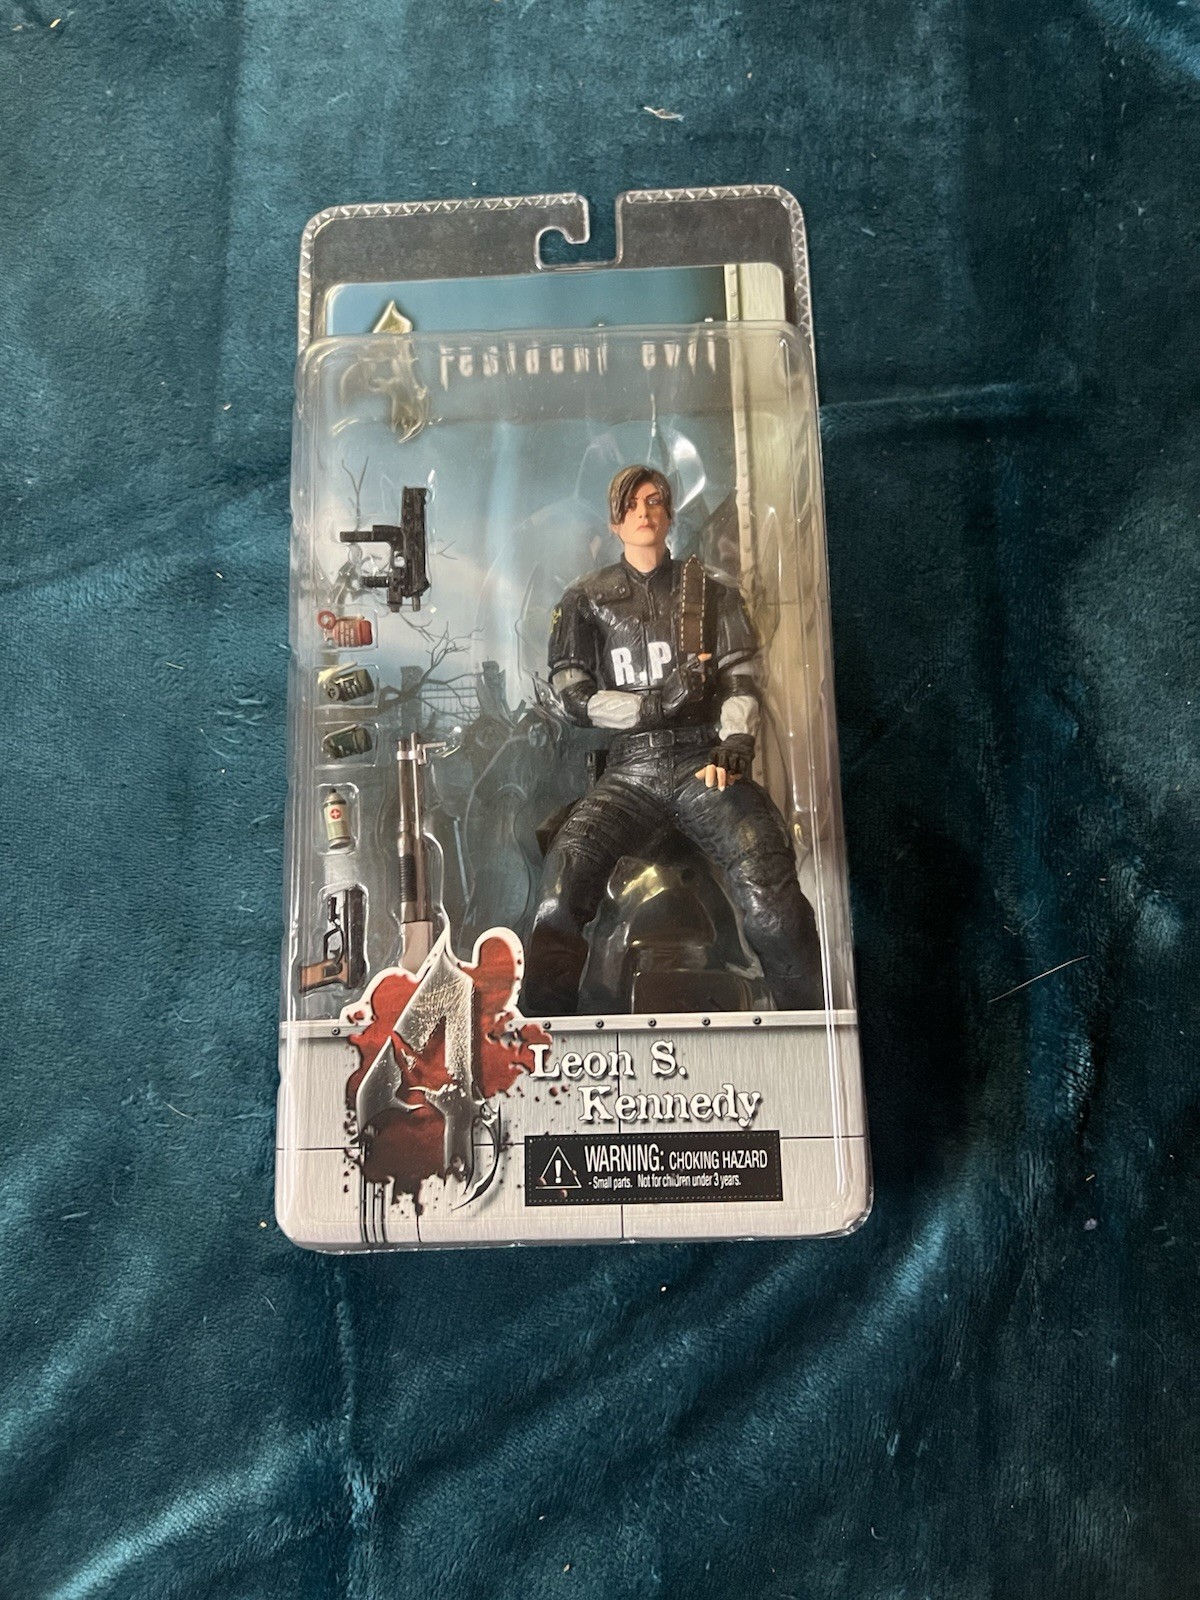 resident evil
R.P
4
Leon S.
Kennedy
WARNING: CHOKING HAZARD
- Small parts. Not for children under 3 years.